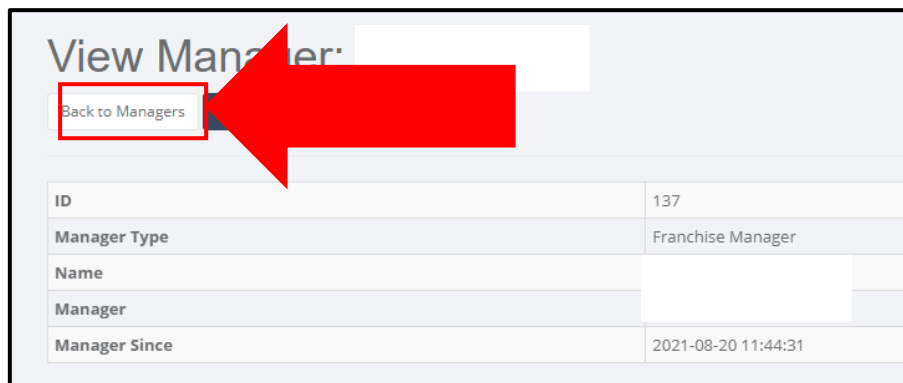 View Manager:
Back to Managers
ID 137
Manager Type Franchise Manager
Name
Manager
Manager Since 2021-08-20 11:44:31